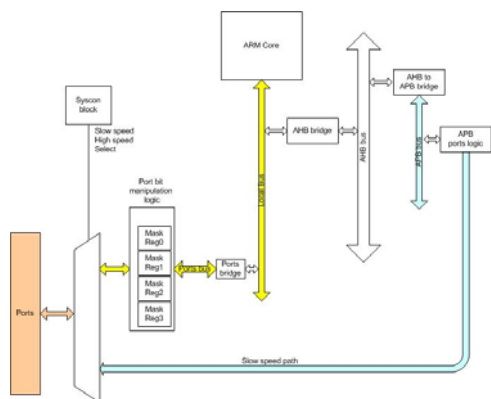 ARM Core
AHB to
APB bridge
Syscon
block
AHB bridge
APB
ports logic
Slow speed
High speed
Select
AHB bus
APB bus
Local Bus
Port bit
manipulation
logic
Mask
Reg0
Mask
Reg1
Mask
Reg2
Mask
Reg3
Ports bus
Ports
bridge
Ports
Slow speed path